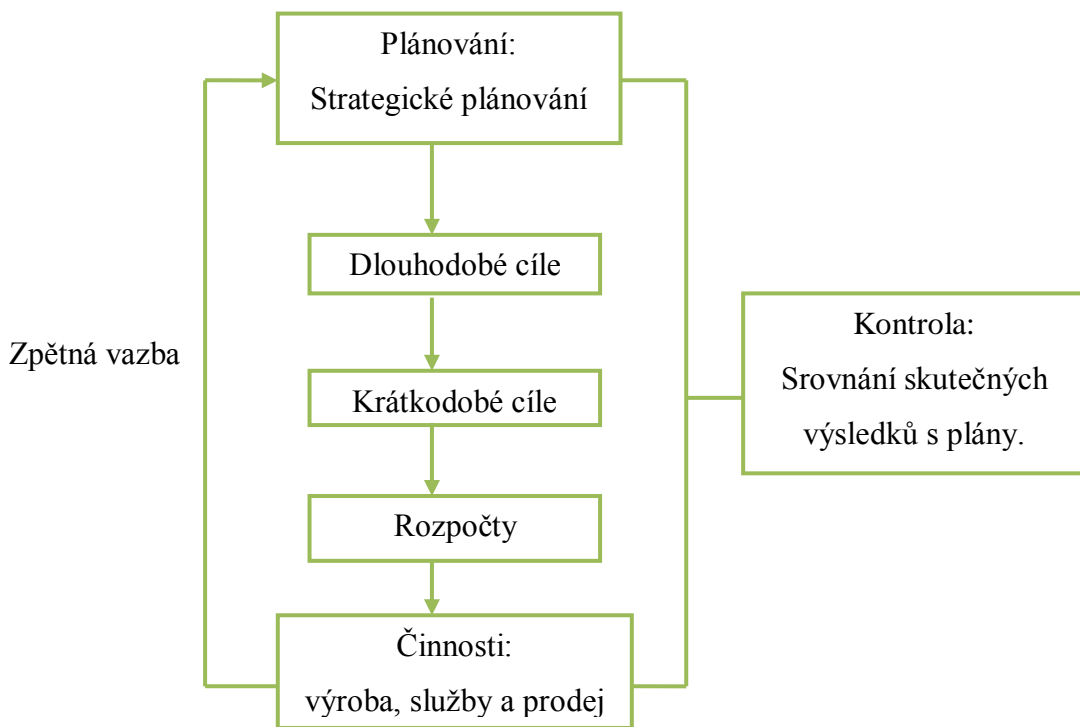 Plánování:
Strategické plánování
Dlouhodobé cíle
Zpětná vazba
Krátkodobé cíle
Kontrola:
Srovnání skutečných
výsledků s plány.
Rozpočty
Činnosti:
výroba, služby a prodej